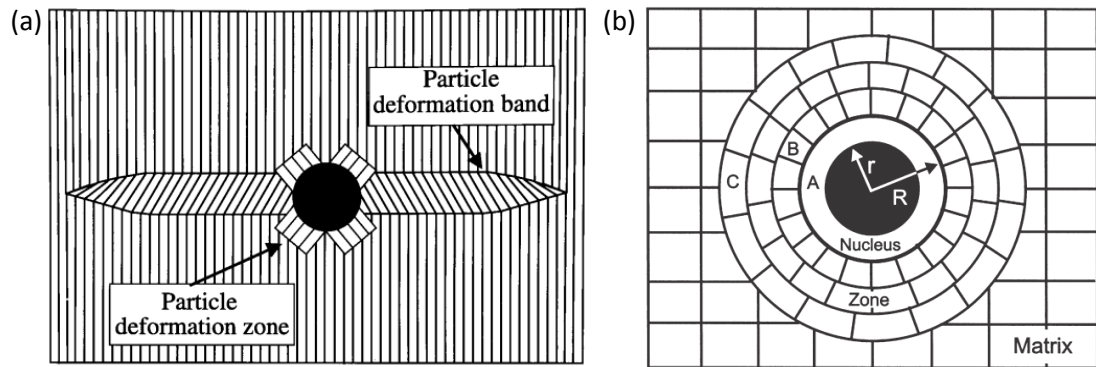 (a)
Particle
deformation band
Particle
deformation zone
(b)
C
B
A
r
R
Nucleus
Zone
Matrix